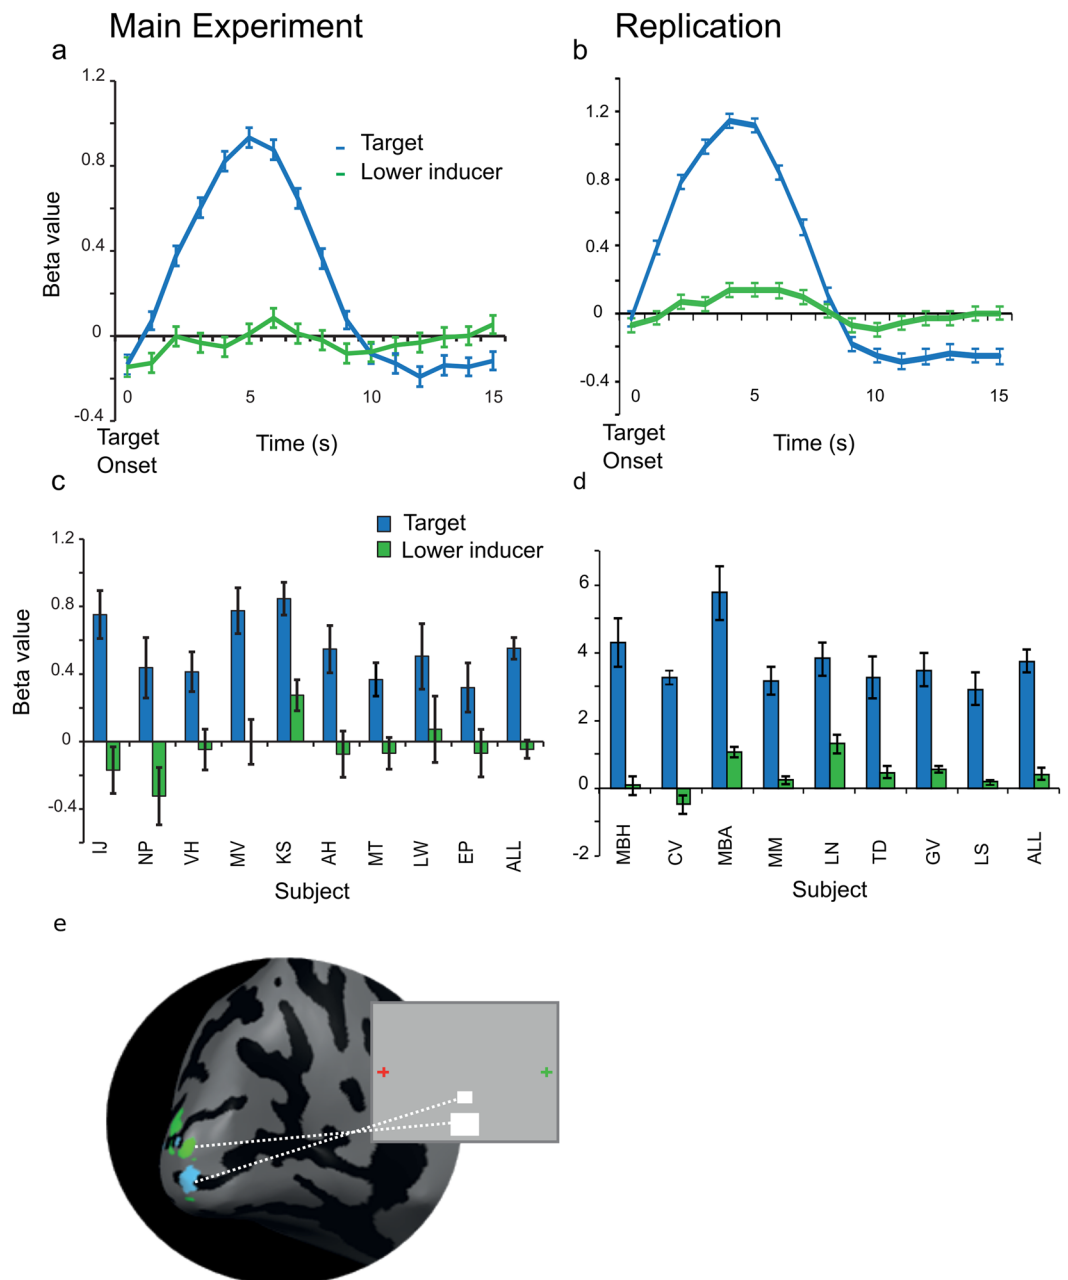 Main Experiment
Replication
a
1.2
0.8
0.4
0
-0.4
Beta value
Target
Lower inducer
0
5
10
15
Target
Onset
Time (s)
b
1.2
0.8
0.4
0
-0.4
0
5
10
15
Target
Onset
Time (s)
c
Target
Lower inducer
1.2
0.8
0.4
0
-0.4
Beta value
IJ
NP
VH
MV
KS
AH
MT
LW
EP
ALL
Subject
d
6
4
2
0
-2
MBH
CV
MBA
MM
LN
TD
GV
LS
ALL
Subject
e